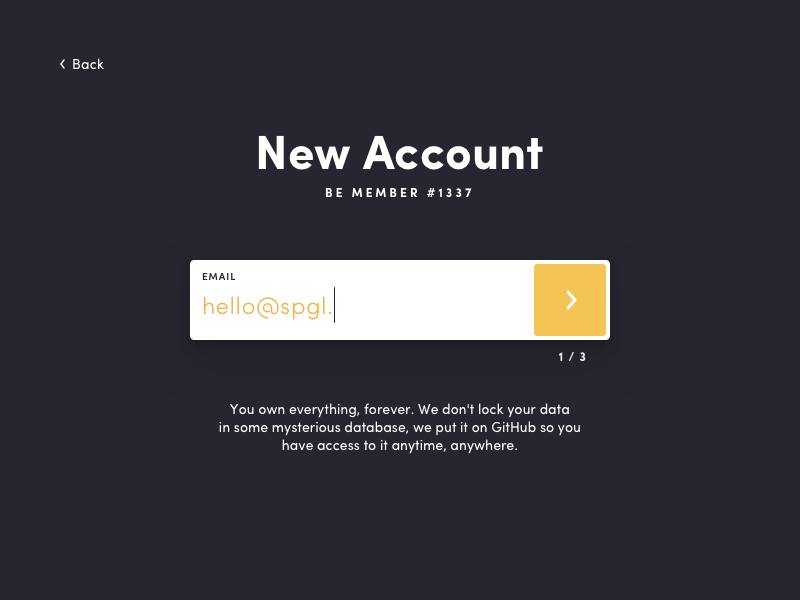 Back
New Account
BE MEMBER #1337
EMAIL
hello@spgl.
1 / 3
You own everything, forever. We don't lock your data
in some mysterious database, we put it on GitHub so you
have access to it anytime, anywhere.